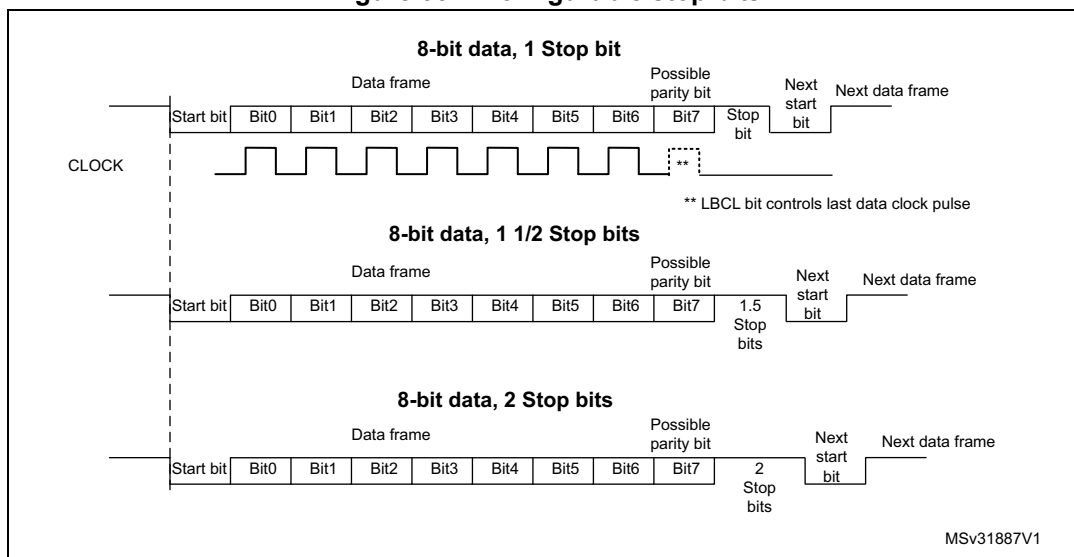 8-bit data, 1 Stop bit
Data frame
Possible
parity bit
Next
start
bit
Next data frame
Start bit Bit0 Bit1 Bit2 Bit3 Bit4 Bit5 Bit6 Bit7 Stop
bit
CLOCK
**
** LBCL bit controls last data clock pulse
8-bit data, 1 1/2 Stop bits
Data frame
Possible
parity bit
Next
start
bit
Next data frame
Start bit Bit0 Bit1 Bit2 Bit3 Bit4 Bit5 Bit6 Bit7 1.5
Stop
bits
8-bit data, 2 Stop bits
Data frame
Possible
parity bit
Next
start
bit
Next data frame
Start bit Bit0 Bit1 Bit2 Bit3 Bit4 Bit5 Bit6 Bit7 2
Stop
bits
MSv31887V1